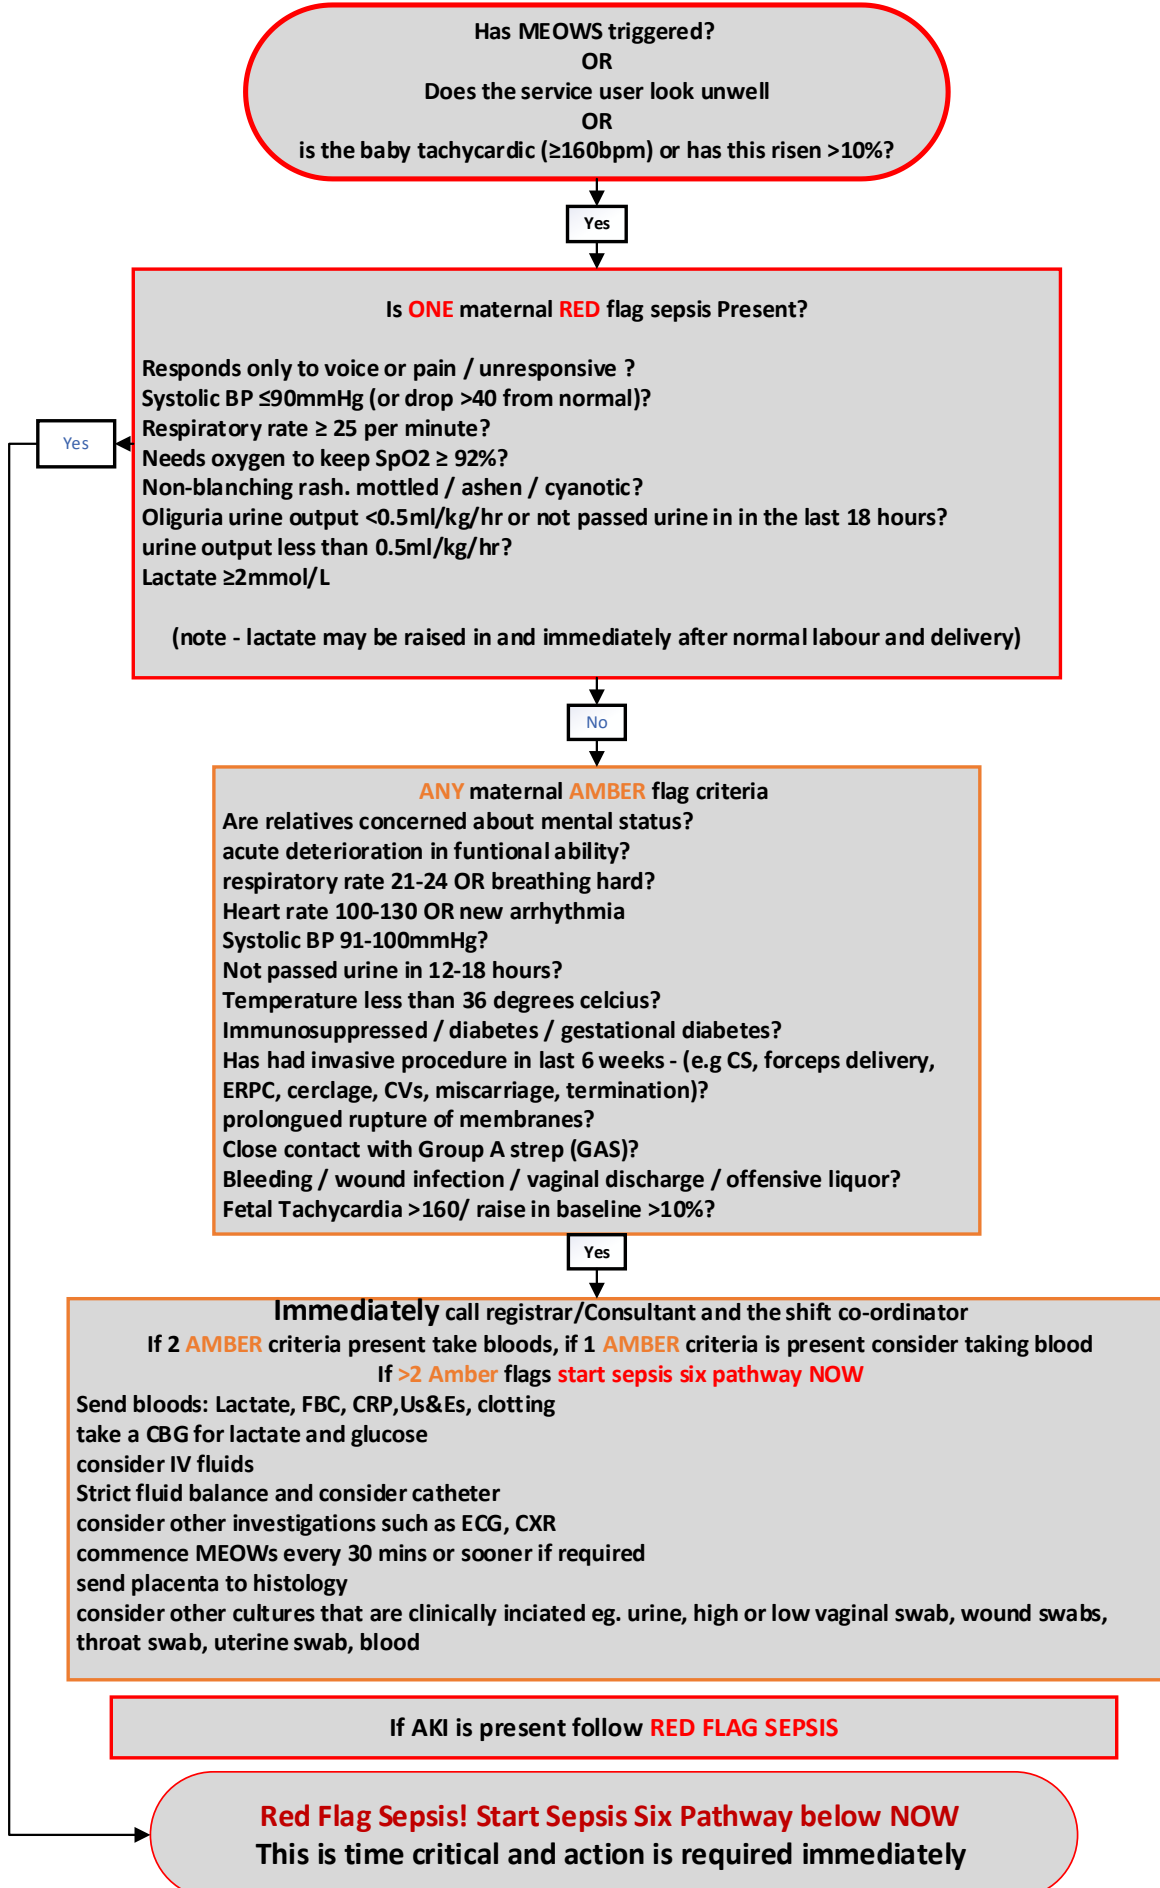 Has MEOWS triggered?
OR
Does the service user look unwell
OR
is the baby tachycardic (≥160bpm) or has this risen >10%?
Yes
Is ONE maternal RED flag sepsis Present?
Responds only to voice or pain / unresponsive ?
Systolic BP ≤90mmHg (or drop >40 from normal)?
Respiratory rate ≥ 25 per minute?
Needs oxygen to keep SpO2 ≥ 92%?
Non-blanching rash. mottled / ashen / cyanotic?
Oliguria urine output <0.5ml/kg/hr or not passed urine in in the last 18 hours?
urine output less than 0.5ml/kg/hr?
Lactate ≥2mmol/L
(note - lactate may be raised in and immediately after normal labour and delivery)
Yes
No
ANY maternal AMBER flag criteria
Are relatives concerned about mental status?
acute deterioration in funtional ability?
respiratory rate 21-24 OR breathing hard?
Heart rate 100-130 OR new arrhythmia
Systolic BP 91-100mmHg?
Not passed urine in 12-18 hours?
Temperature less than 36 degrees celcius?
Immunosuppressed / diabetes / gestational diabetes?
Has had invasive procedure in last 6 weeks - (e.g CS, forceps delivery,
ERPC, cerclage, CVs, miscarriage, termination)?
prolongued rupture of membranes?
Close contact with Group A strep (GAS)?
Bleeding / wound infection / vaginal discharge / offensive liquor?
Fetal Tachycardia >160/ raise in baseline >10%?
Yes
Immediately call registrar/Consultant and the shift co-ordinator
If 2 AMBER criteria present take bloods, if 1 AMBER criteria is present consider taking blood
If >2 Amber flags start sepsis six pathway NOW
Send bloods: Lactate, FBC, CRP,Us&Es, clotting
take a CBG for lactate and glucose
consider IV fluids
Strict fluid balance and consider catheter
consider other investigations such as ECG, CXR
commence MEOWs every 30 mins or sooner if required
send placenta to histology
consider other cultures that are clinically inciated eg. urine, high or low vaginal swab, wound swabs,
throat swab, uterine swab, blood
If AKI is present follow RED FLAG SEPSIS
Red Flag Sepsis! Start Sepsis Six Pathway below NOW
This is time critical and action is required immediately